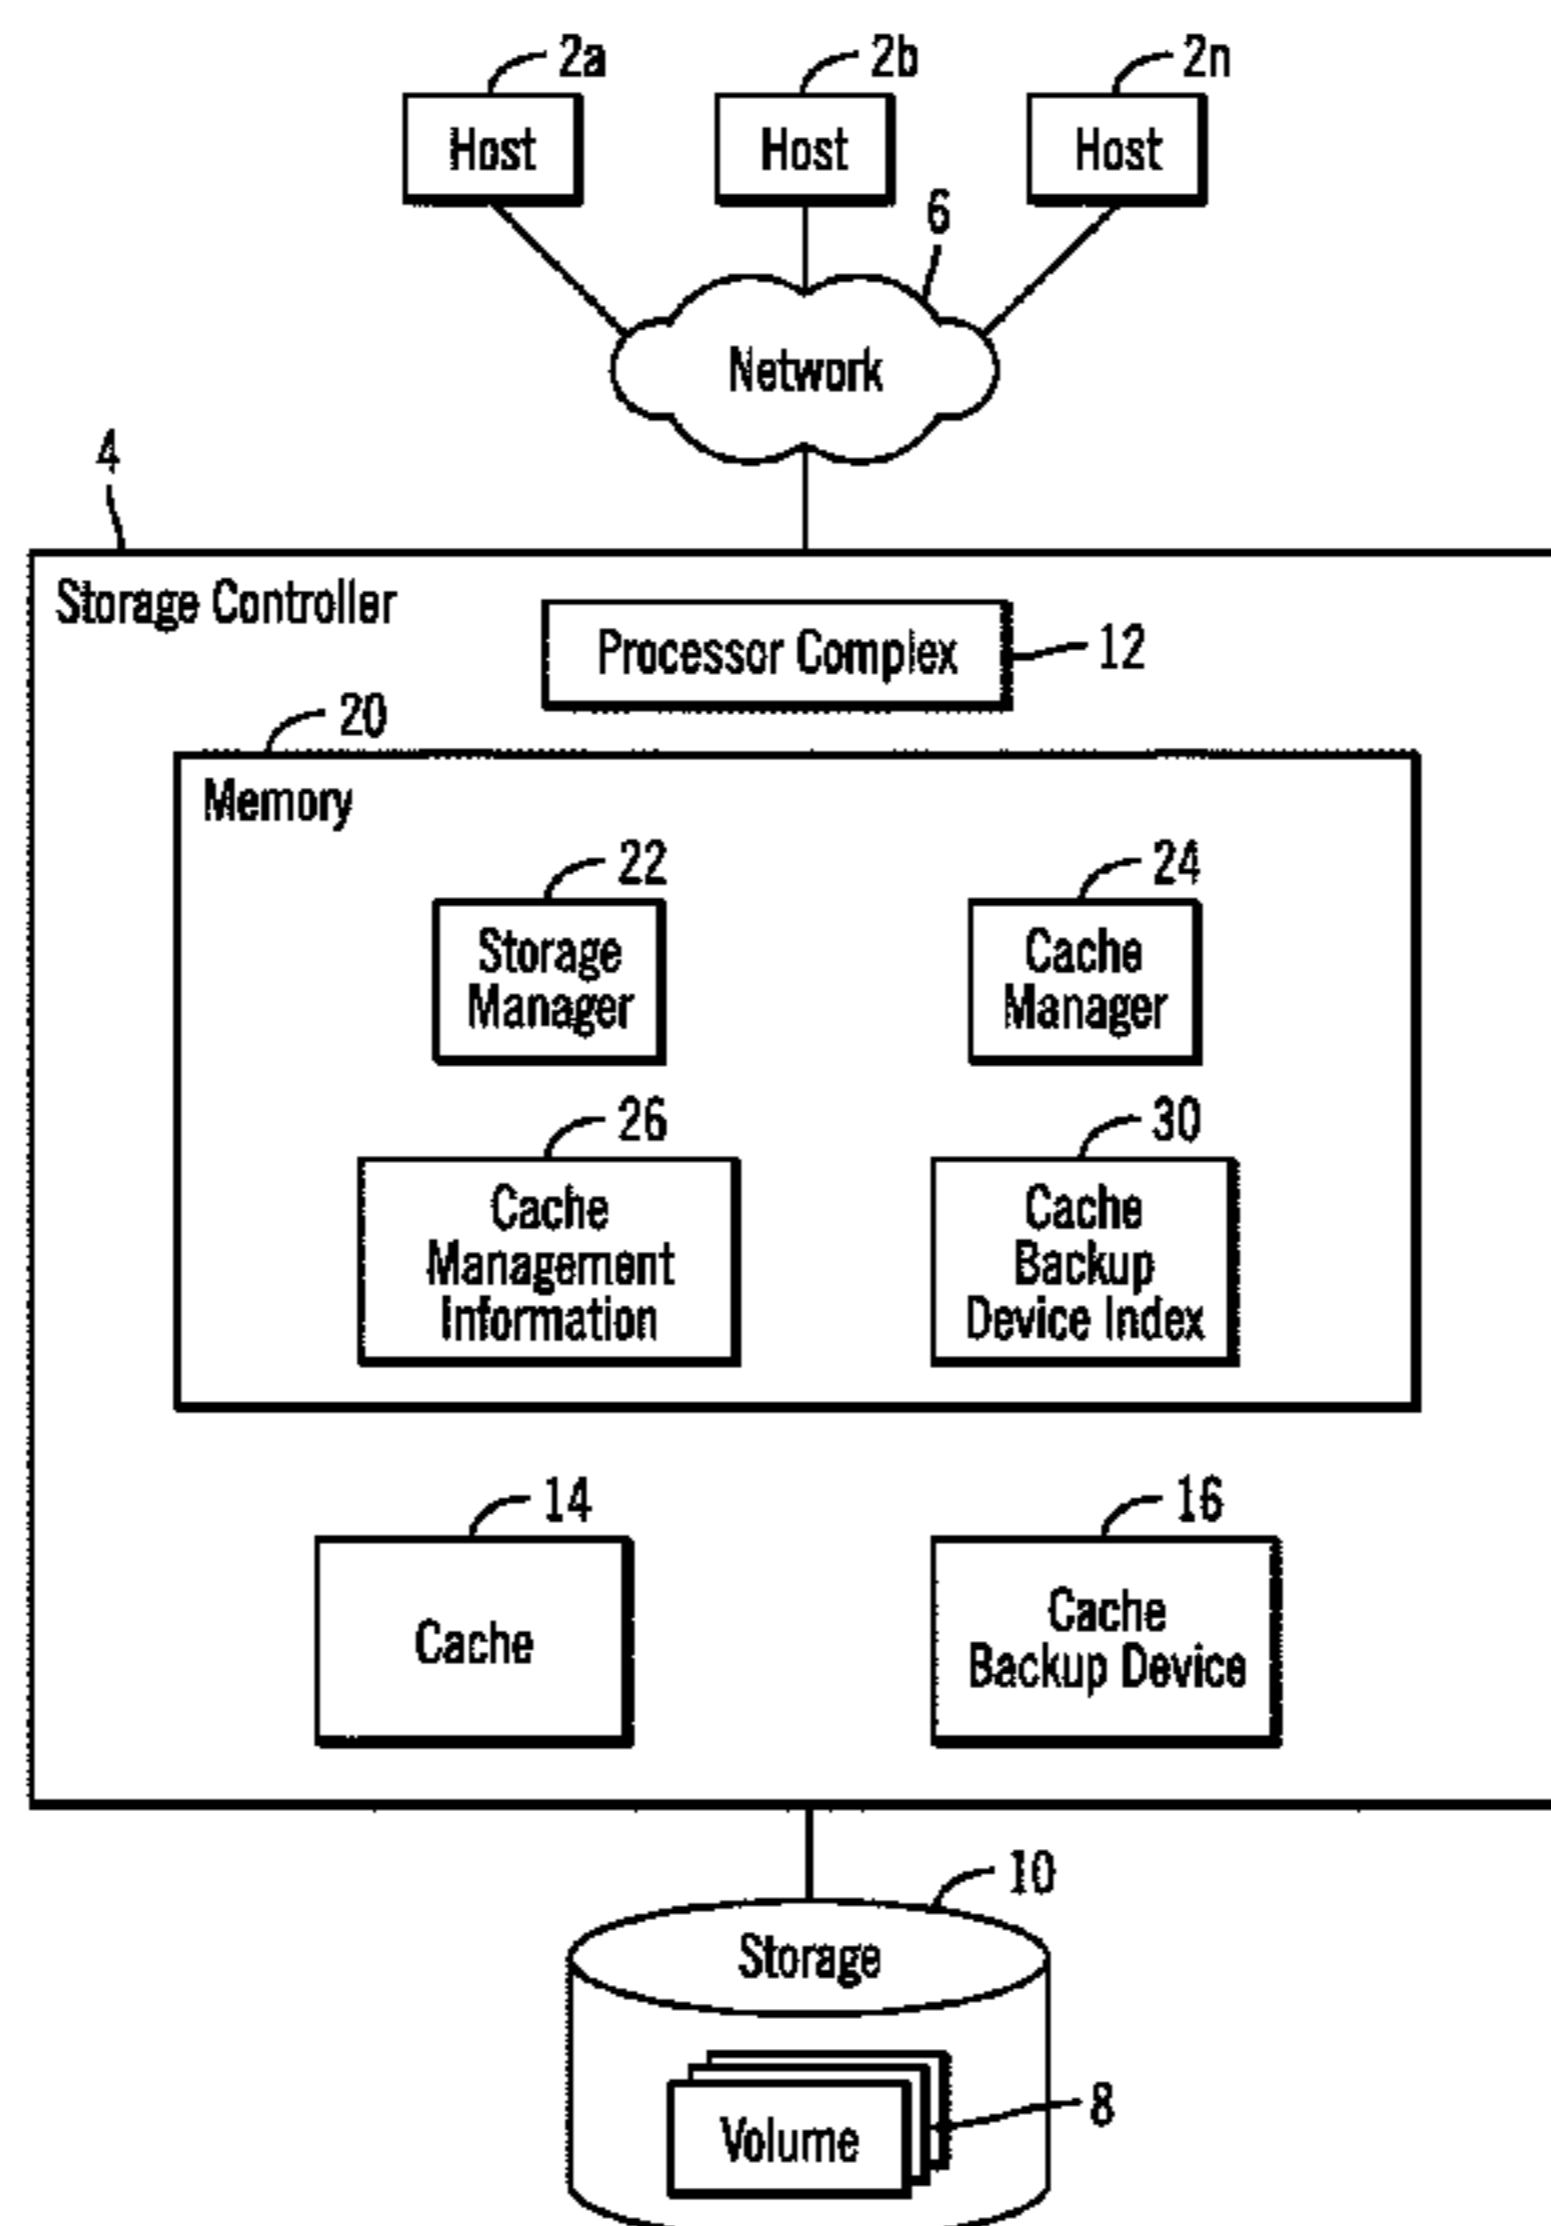 2a
2b
2n
Host
Host
Host
6
Network
4
Storage Controller
Processor Complex
12
20
Memory
22
24
Storage
Manager
Cache
Manager
26
30
Cache
Management
Information
Cache
Backup
Device Index
14
16
Cache
Cache
Backup Device
10
Storage
8
Volume